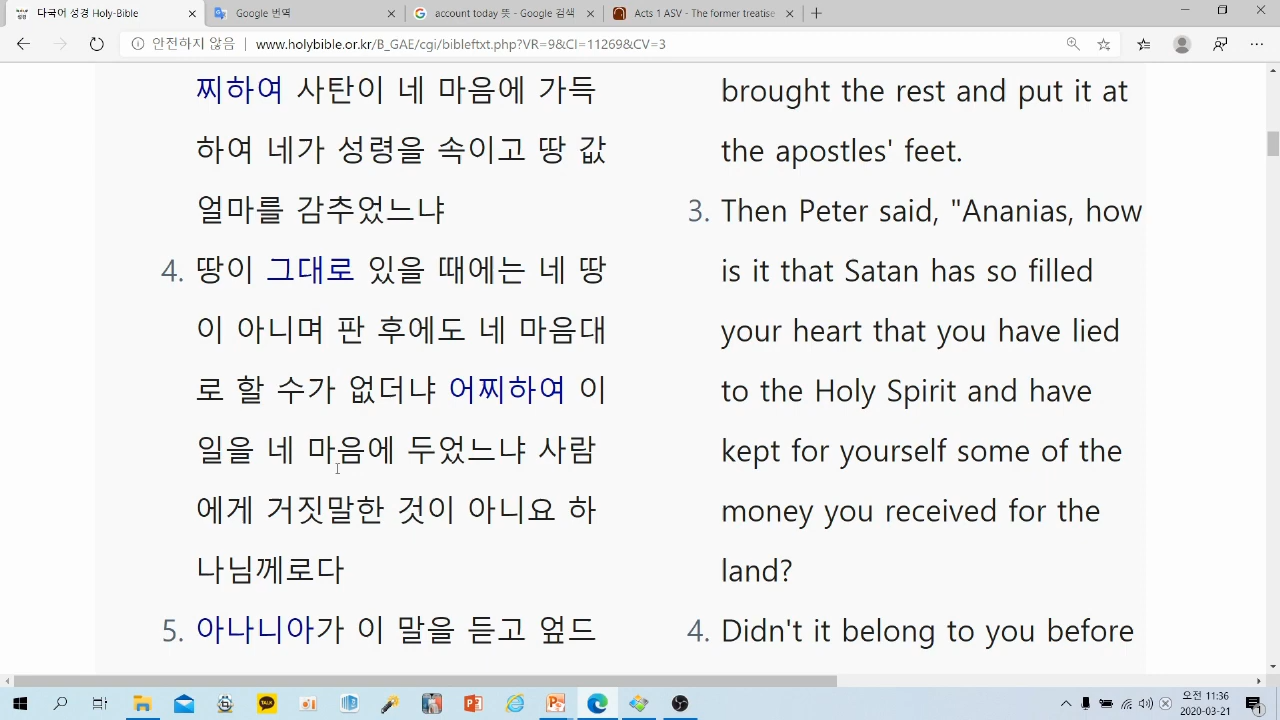 다국어 성경 Holy-Bible
Google 번역
account today 뜻 - Google 검색
Acts 1 ASV - The former treatise
안전하지 않음
www.holybible.or.kr/B_GAE/cgi/bibleftxt.php?VR=9&CI=11269&CV=3
찌하여 사탄이 네 마음에 가득
하여 네가 성령을 속이고 땅 값
얼마를 감추었느냐
4. 땅이 그대로 있을 때에는 네 땅
이 아니며 판 후에도 네 마음대
로 할 수가 없더냐 어찌하여 이
일을 네 마음에 두었느냐 사람
에게 거짓말한 것이 아니요 하
나님께로다
5. 아나니아가 이 말을 듣고 엎드
brought the rest and put it at
the apostles' feet.
3. Then Peter said, "Ananias, how
is it that Satan has so filled
your heart that you have lied
to the Holy Spirit and have
kept for yourself some of the
money you received for the
land?
4. Didn't it belong to you before
TALK
오전 11:36
2020-03-21
1